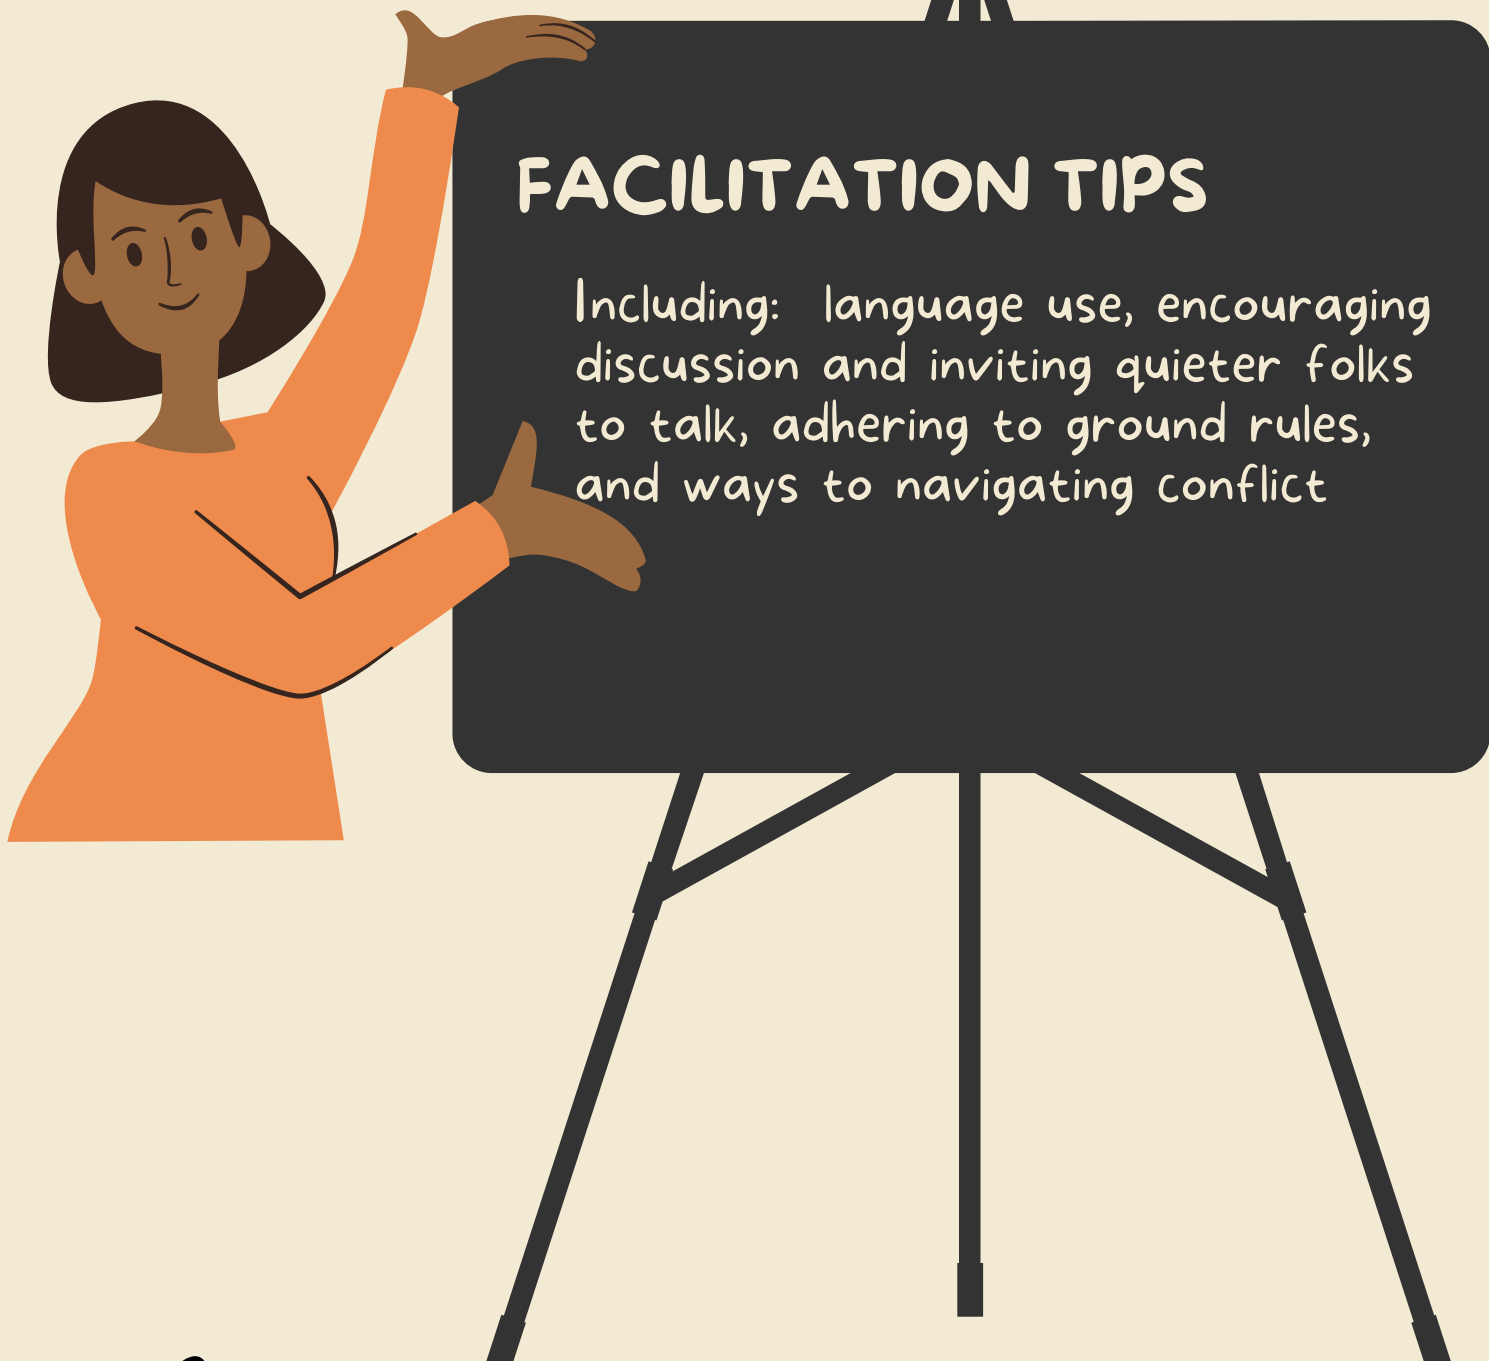 FACILITATION TIPS
Including: language use, encouraging
discussion and inviting quieter folks
to talk, adhering to ground rules,
and ways to navigating conflict